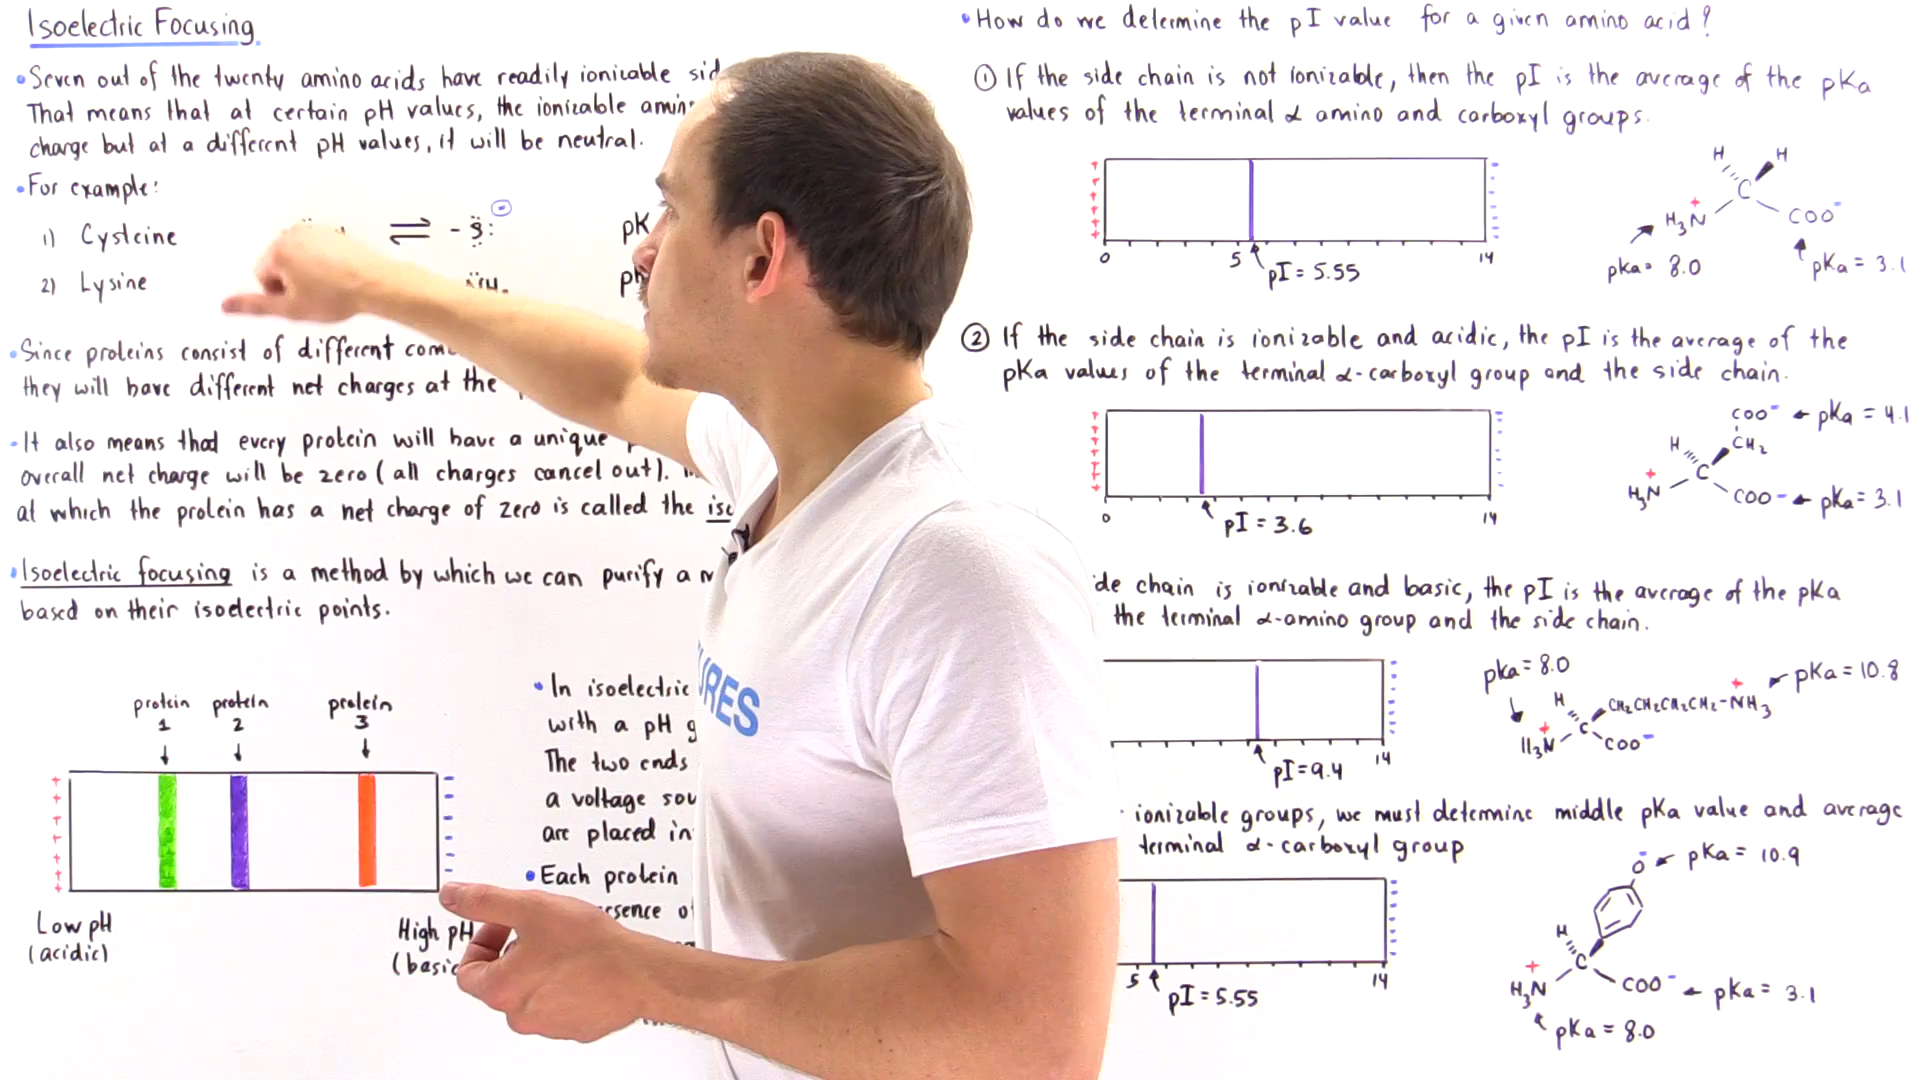 Isoelectric Focusing
• Seven out of the twenty amino acids have readily ionizable
That means that at certain pH values, the ionizable
charge but at a different pH values, it will be neutral.
• For example:
1) Cysteine ⇌ -S:
2) Lysine
• Since proteins consist of different
they will have different net charges at the
• It also means that every protein will have a unique
overall net charge will be zero (all charges cancel out).
at which the protein has a net charge of zero is called the
• Isoelectric focusing is a method by which we can purify a
based on their isoelectric points.
protein 1
protein 2
protein 3
Low pH
(acidic)
High pH
• In isoelectric
with a pH
The two ends
a voltage
are placed in
• Each protein
• How do we determine the pI value for a given amino acid?
① If the side chain is not ionizable, then the pI is the average of the pKa
values of the terminal α amino and carboxyl groups.
0 5 14
pI = 5.55
H H
C
H3N+ COO-
pKa = 8.0
pKa = 3.1
② If the side chain is ionizable and acidic, the pI is the average of the
pKa values of the terminal α-carboxyl group and the side chain.
0 14
pI = 3.6
COO- ← pKa = 4.1
CH2
H
C
H3N+
COO- ← pKa = 3.1
chain is ionizable and basic, the pI is the average of the pKa
the terminal α-amino group and the side chain.
14
pI = 9.4
pKa = 8.0
pKa = 10.8
H
CH2CH2CH2CH2-NH3+
C
H3N+ COO-
ionizable groups, we must determine middle pKa value and average
terminal α-carboxyl group
5 14
pI = 5.55
O- pKa = 10.9
H
C
H3N+
COO- ← pKa = 3.1
pKa = 8.0